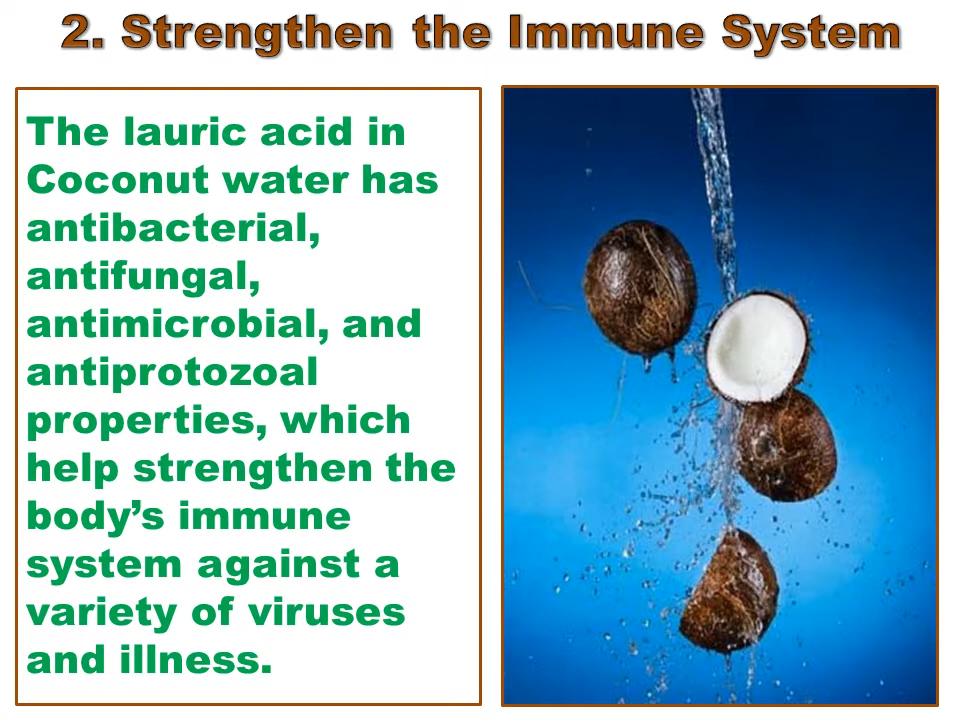 2. Strengthen the Immune System
The lauric acid in
Coconut water has
antibacterial,
antifungal,
antimicrobial, and
antiprotozoal
properties, which
help strengthen the
body’s immune
system against a
variety of viruses
and illness.